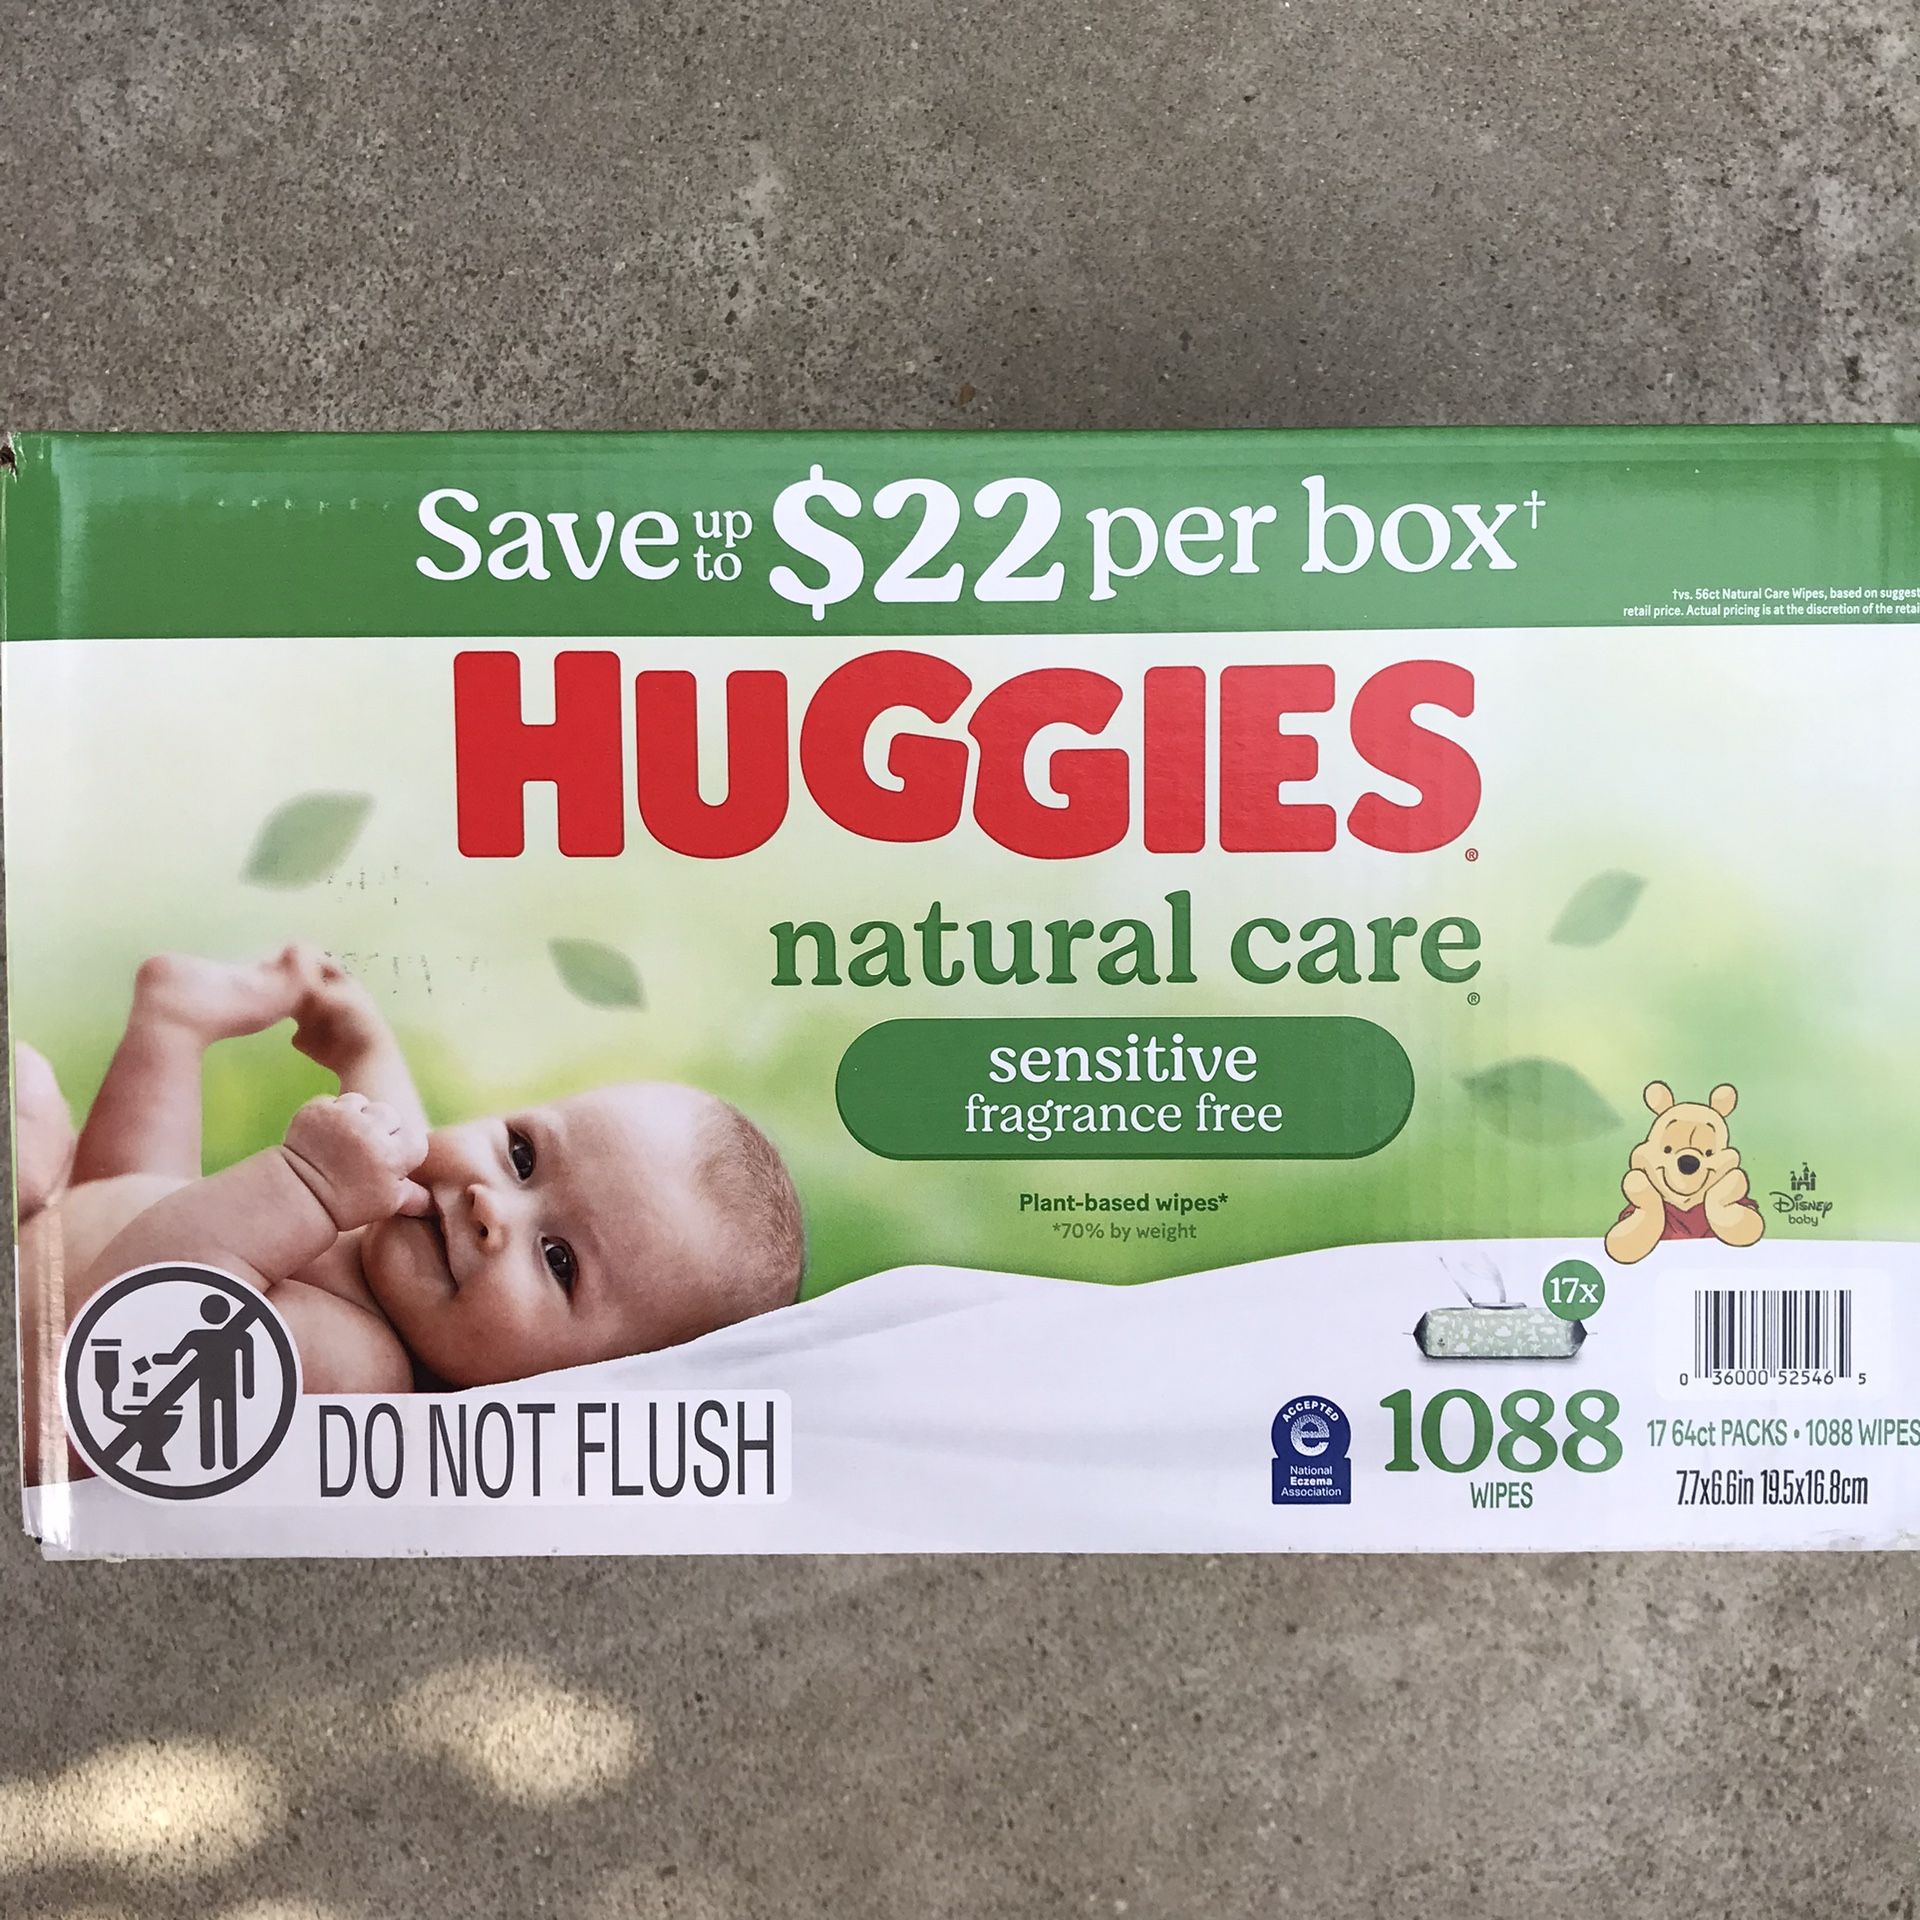 Save up to $22 per box†
†vs. 56ct Natural Care Wipes, based on suggest
retail price. Actual pricing is at the discretion of the retai
HUGGIES®
natural care®
sensitive
fragrance free
Plant-based wipes*
*70% by weight
Disney
baby
17x
0 36000 52546 5
DO NOT FLUSH
ACCEPTED
e
National
Eczema
Association
1088
WIPES
17 64ct PACKS • 1088 WIPES
7.7x6.6in 19.5x16.8cm